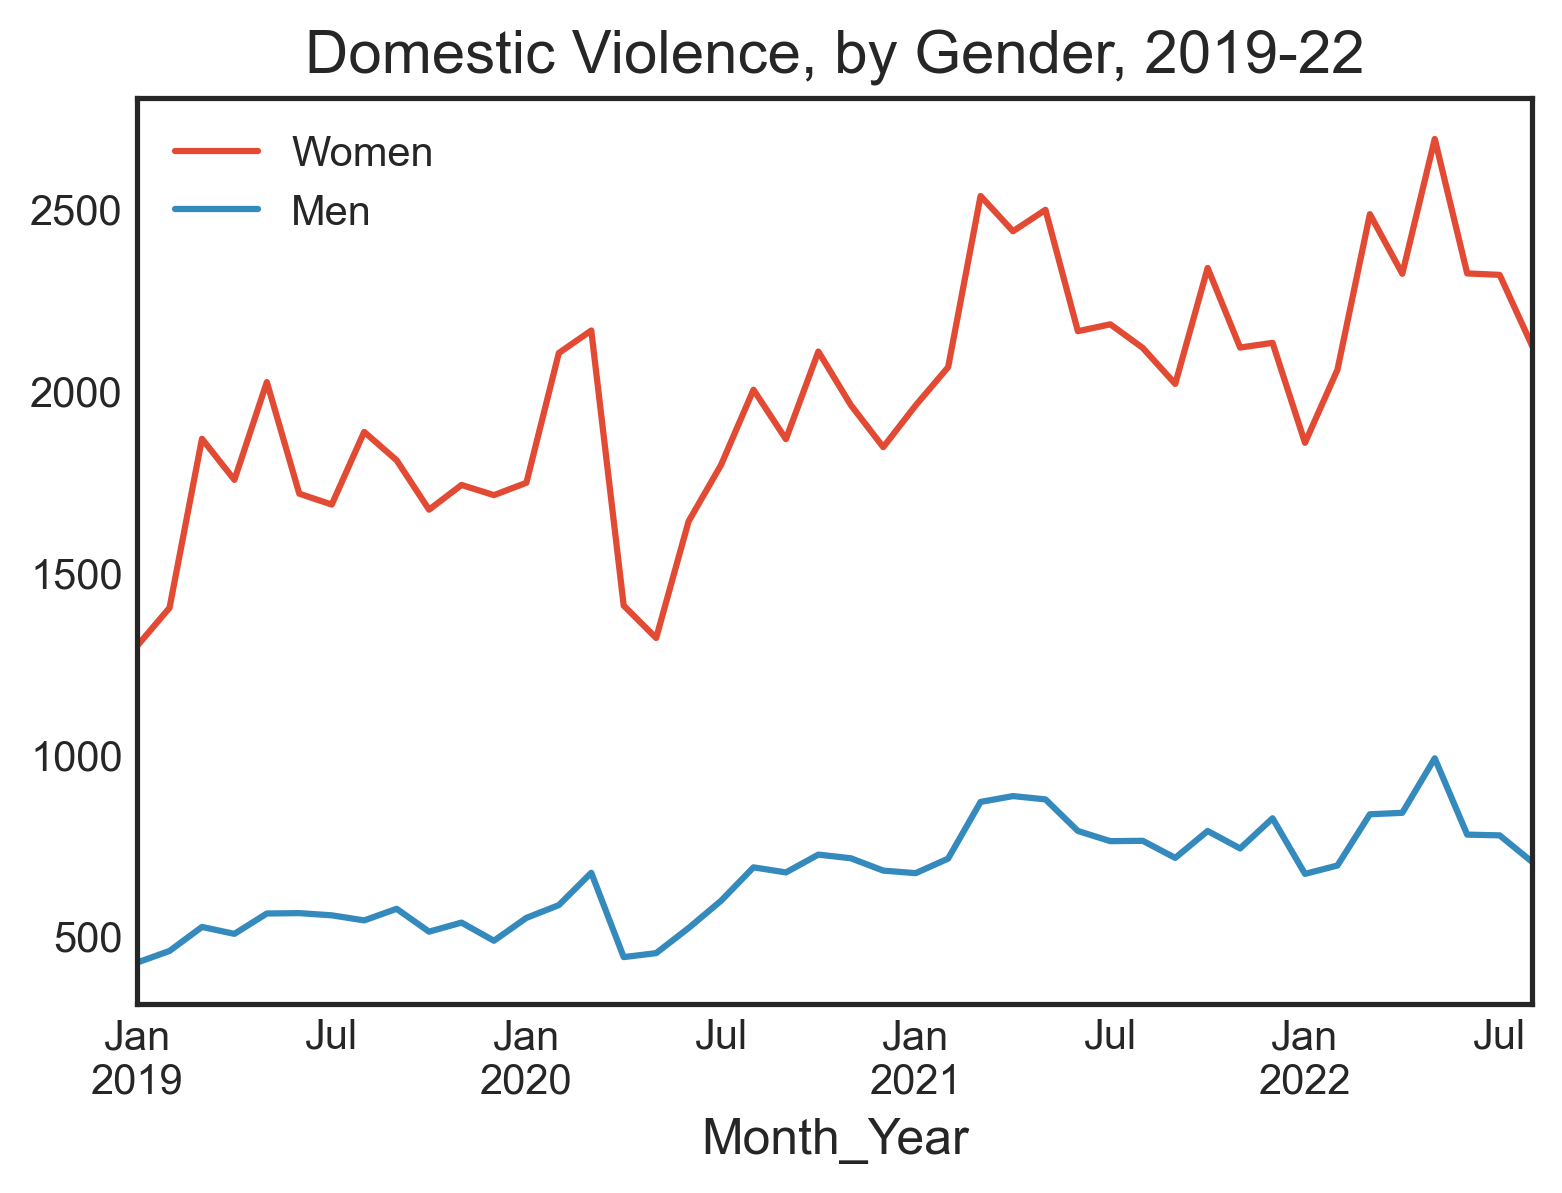 Domestic Violence, by Gender, 2019-22
Women
Men
2500
2000
1500
1000
500
Jan Jul Jan Jul Jan Jul Jan Jul
2019 2020 2021 2022
Month_Year